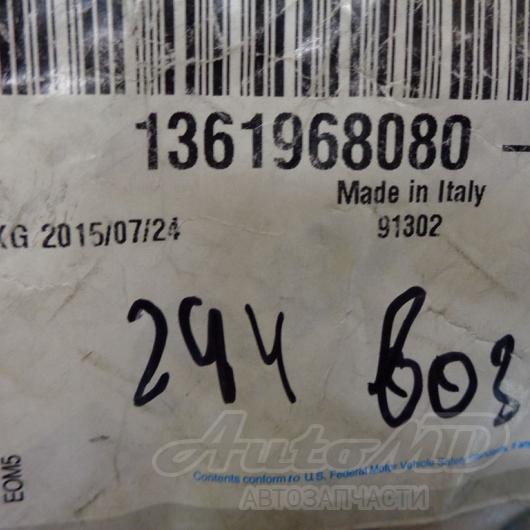 1361968080 -
Made in Italy
KG 2015/07/24
91302
294 воз
AutoMD
Contents conform to U.S. Federal Motor Vehicle Safety
АВТОЗАПЧАСТИ
EOM5